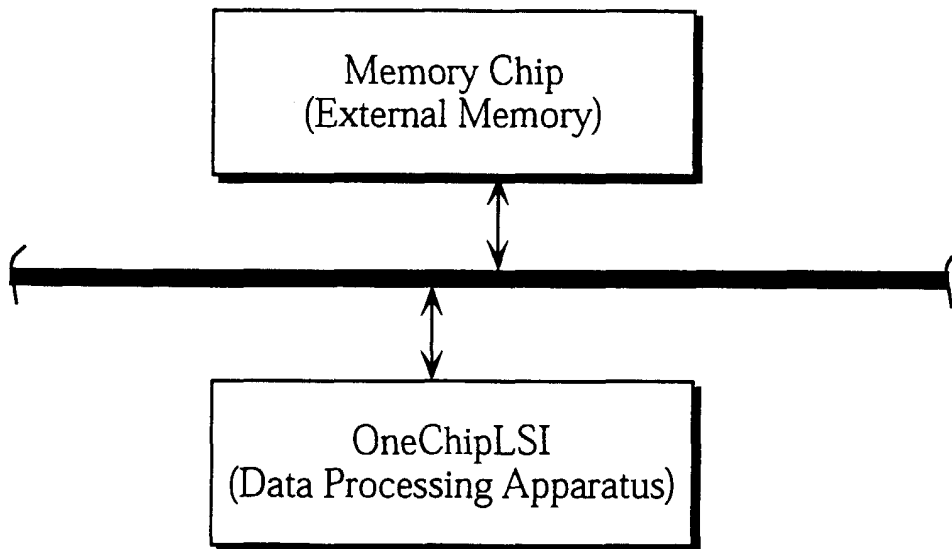 Memory Chip
(External Memory)
OneChipLSI
(Data Processing Apparatus)